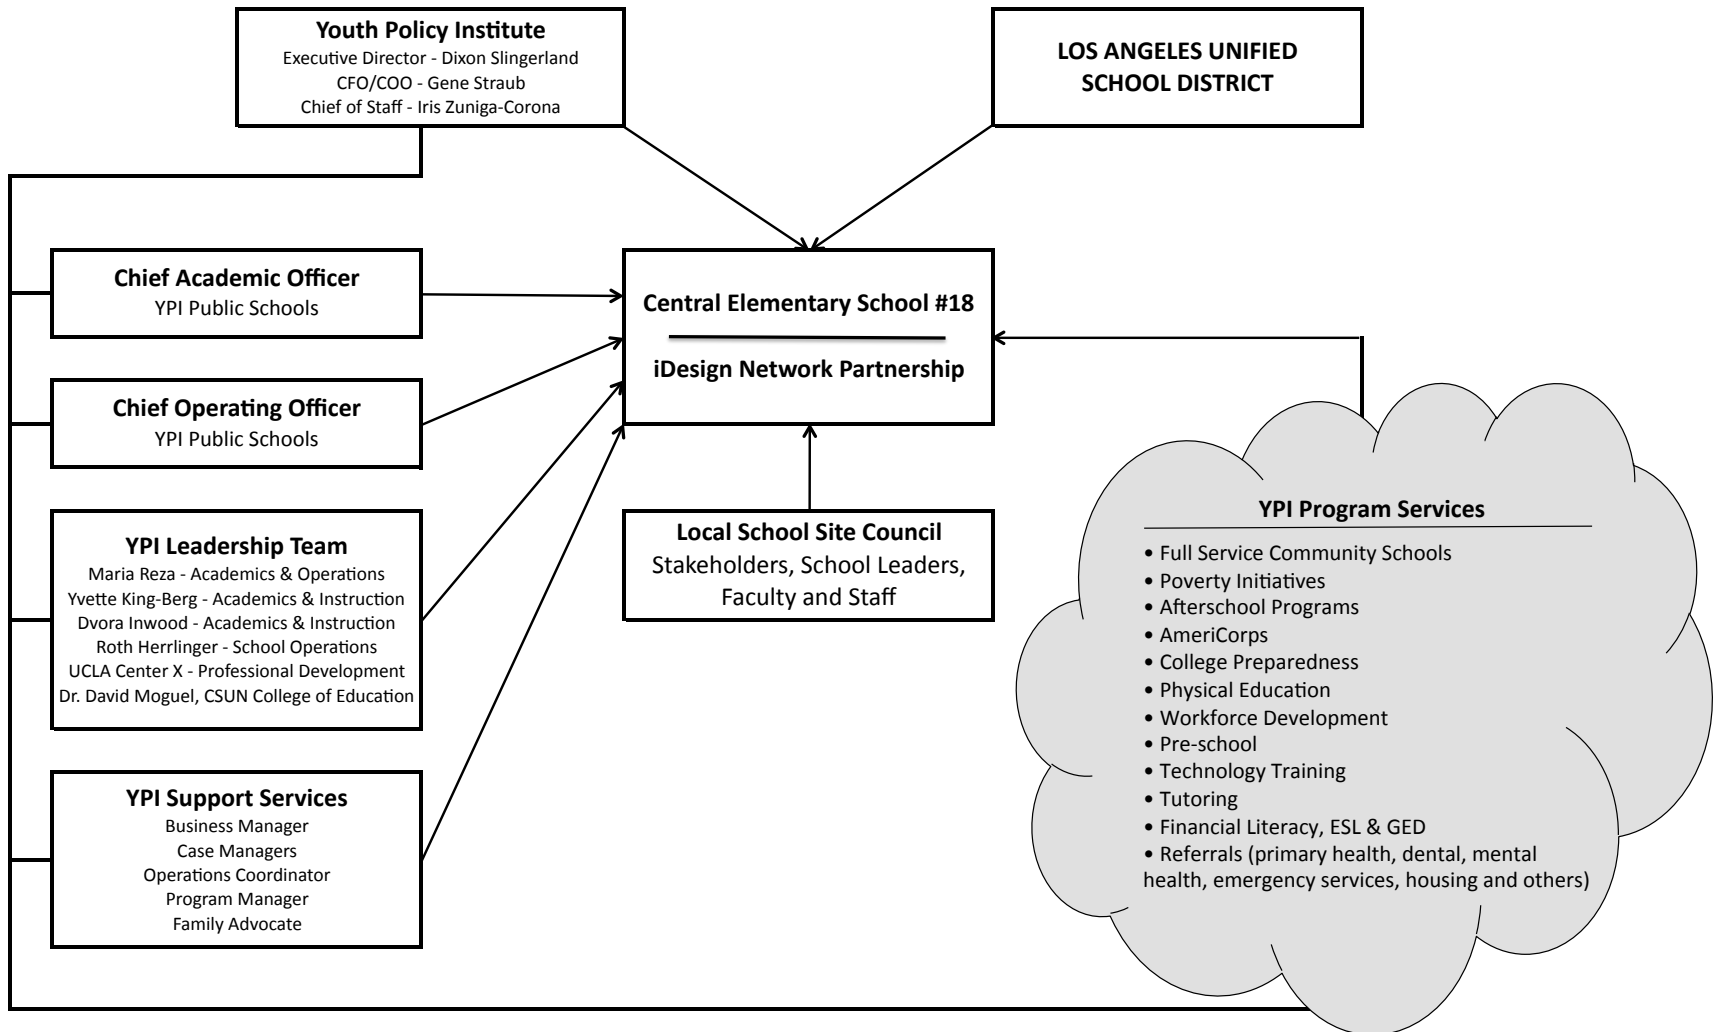 Youth Policy Institute
Executive Director - Dixon Slingerland
CFO/COO - Gene Straub
Chief of Staff - Iris Zuniga-Corona
LOS ANGELES UNIFIED
SCHOOL DISTRICT
Chief Academic Officer
YPI Public Schools
Central Elementary School #18
iDesign Network Partnership
Chief Operating Officer
YPI Public Schools
YPI Leadership Team
Maria Reza - Academics & Operations
Yvette King-Berg - Academics & Instruction
Dvora Inwood - Academics & Instruction
Roth Herrlinger - School Operations
UCLA Center X - Professional Development
Dr. David Moguel, CSUN College of Education
Local School Site Council
Stakeholders, School Leaders,
Faculty and Staff
YPI Program Services
• Full Service Community Schools
• Poverty Initiatives
• Afterschool Programs
• AmeriCorps
• College Preparedness
• Physical Education
• Workforce Development
• Pre-school
• Technology Training
• Tutoring
• Financial Literacy, ESL & GED
• Referrals (primary health, dental, mental
health, emergency services, housing and others)
YPI Support Services
Business Manager
Case Managers
Operations Coordinator
Program Manager
Family Advocate